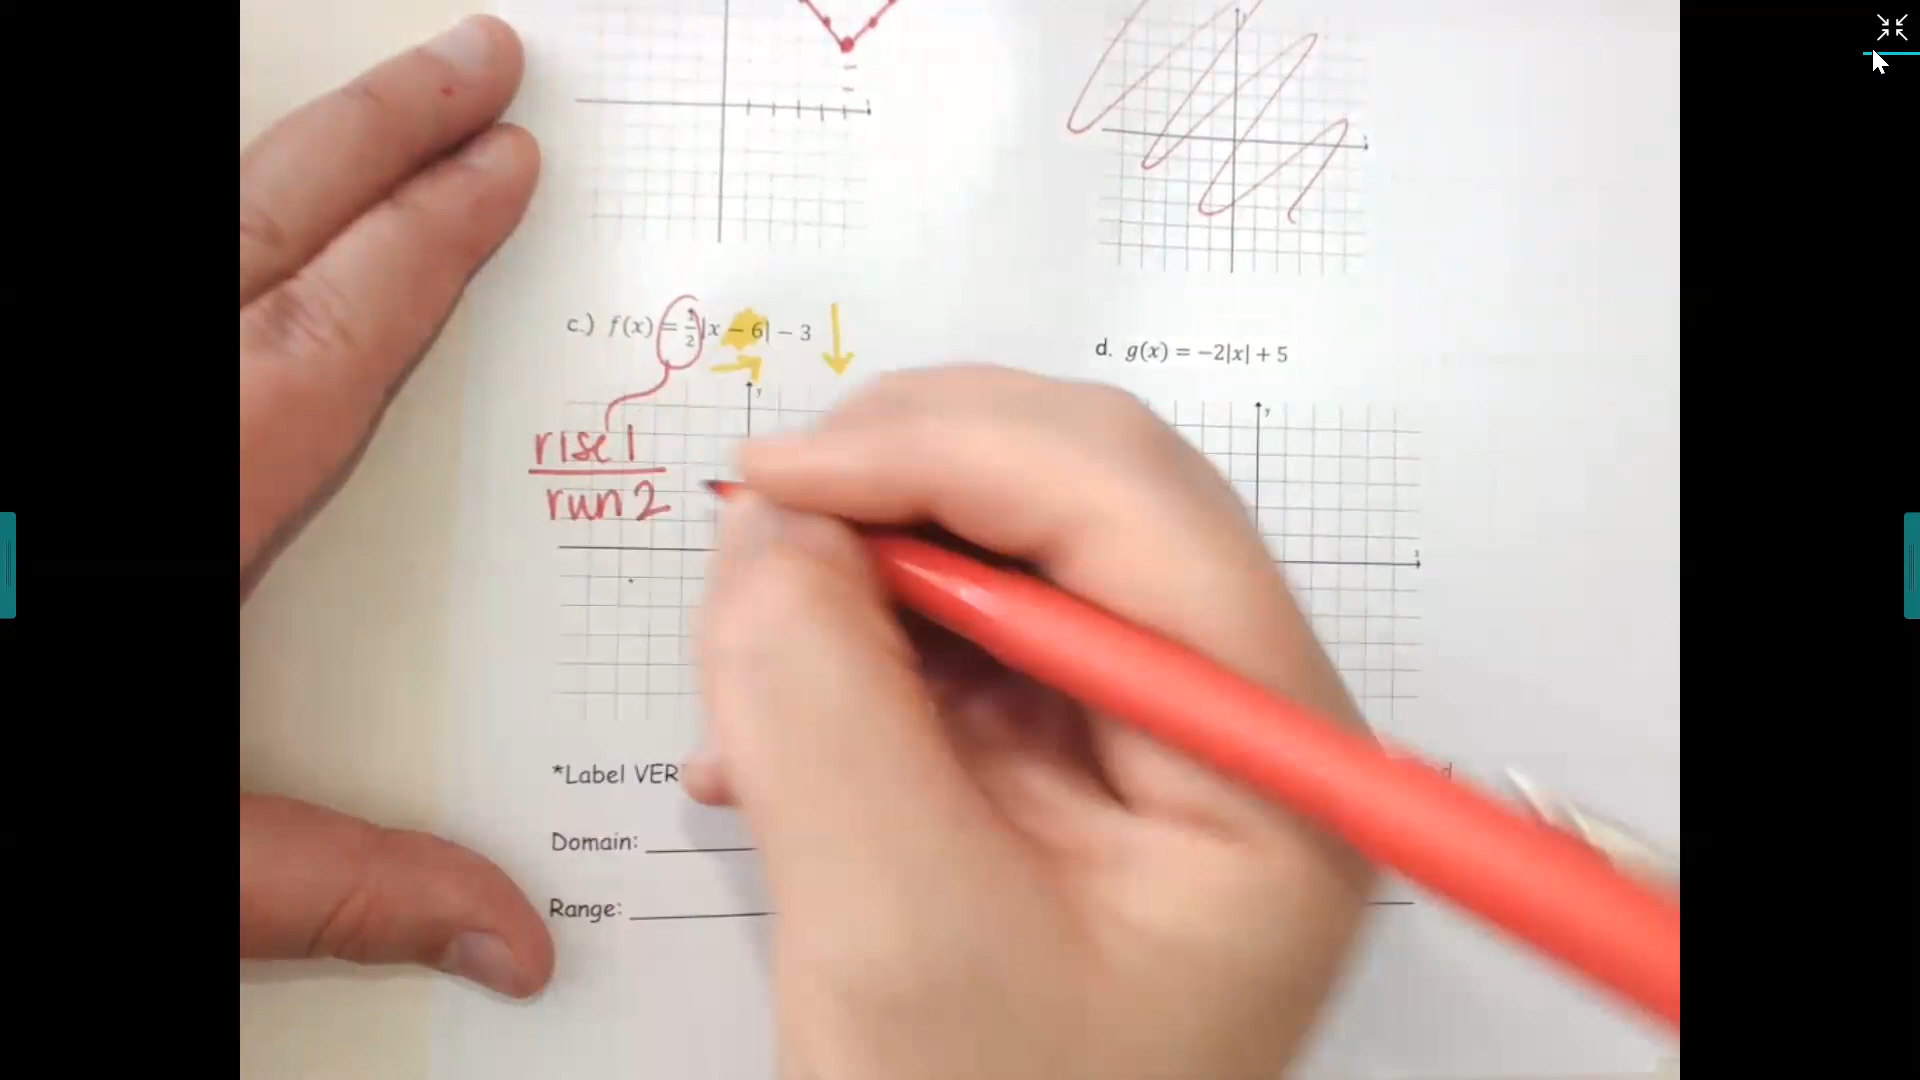 c.) f(x) = 1/2|x − 6| − 3
d. g(x) = −2|x| + 5
y
y
rise 1
run 2
x
*Label VER
Domain:
Range: